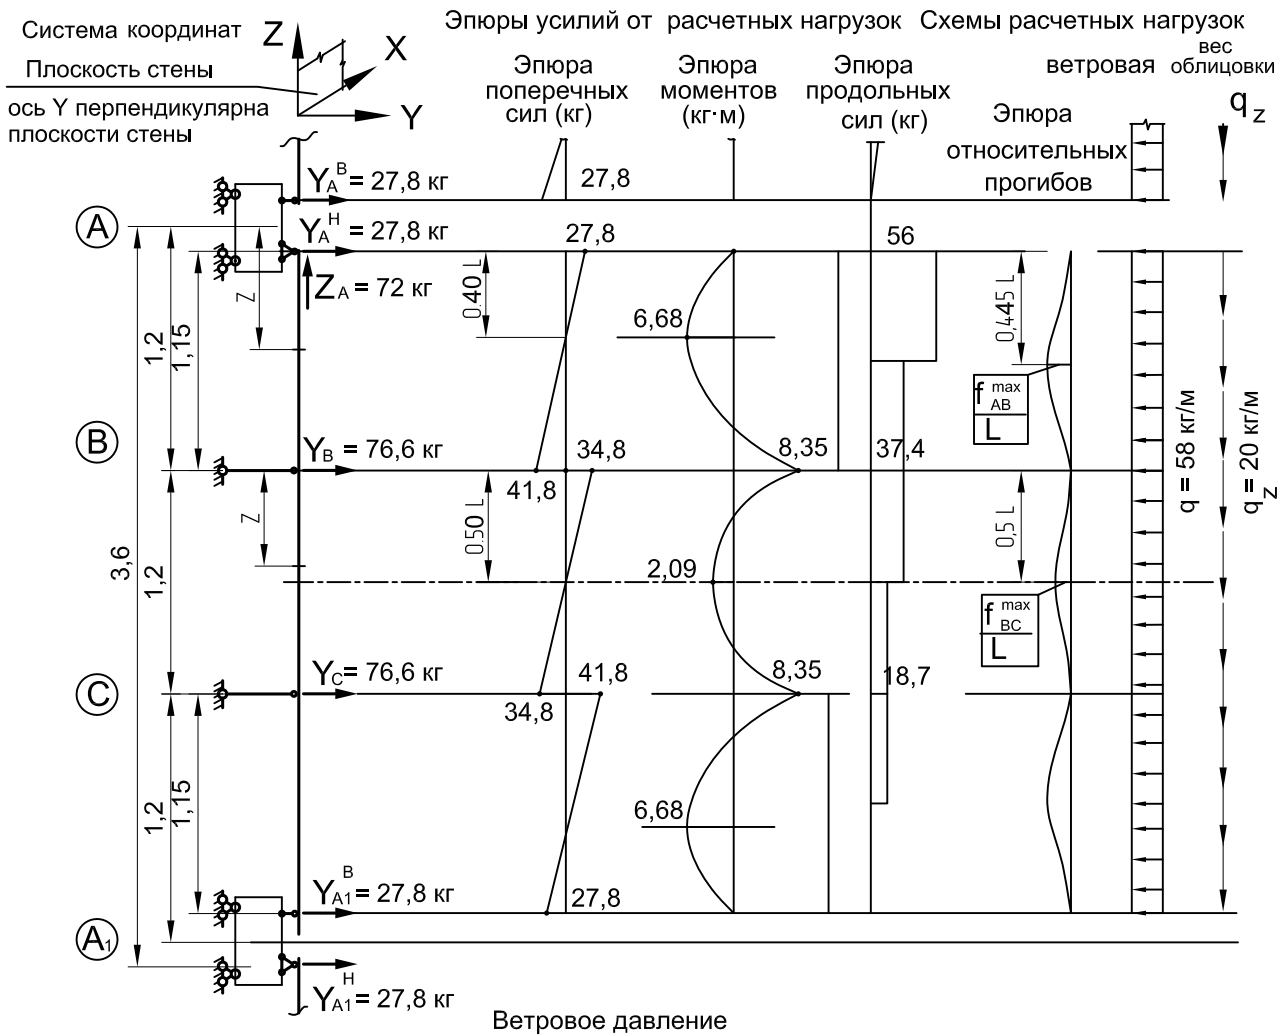 Система координат
Плоскость стены
ось Y перпендикулярна
плоскости стены
Z
X
Y
Эпюры усилий от расчетных нагрузок
Схемы расчетных нагрузок
Эпюра
поперечных
сил (кг)
Эпюра
моментов
(кг·м)
Эпюра
продольных
сил (кг)
Эпюра
относительных
прогибов
ветровая
вес
облицовки
q z
A
Y A B = 27,8 кг
27,8
Y A H = 27,8 кг
27,8
56
Z A = 72 кг
Z
1,2
1,15
0.40 L
6,68
0,445 L
f max AB
L
B
Y B = 76,6 кг
34,8
41,8
8,35
37,4
q = 58 кг/м
q z = 20 кг/м
Z
3,6
1,2
0.50 L
2,09
0,5 L
f max BC
L
C
Y C = 76,6 кг
41,8
34,8
8,35
18,7
1,2
1,15
6,68
Y A1 B = 27,8 кг
27,8
A1
Y A1 H = 27,8 кг
Ветровое давление